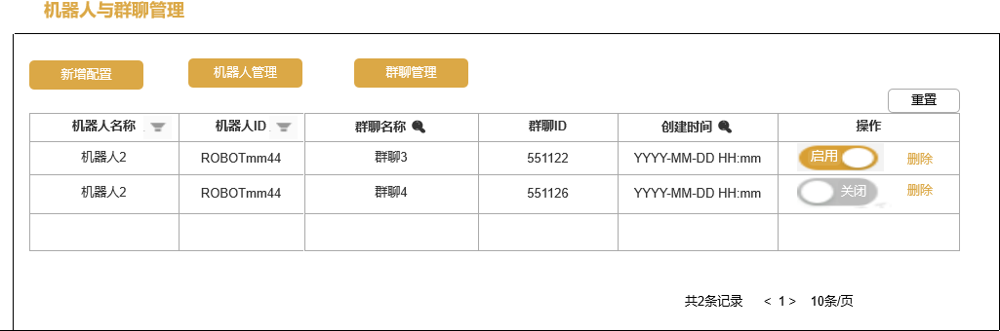 机器人与群聊管理
新增配置 机器人管理 群聊管理
重置
机器人名称 机器人ID 群聊名称 群聊ID 创建时间 操作
机器人2 ROBOTmm44 群聊3 551122 YYYY-MM-DD HH:mm 启用 删除
机器人2 ROBOTmm44 群聊4 551126 YYYY-MM-DD HH:mm 关闭 删除
共2条记录 < 1 > 10条/页